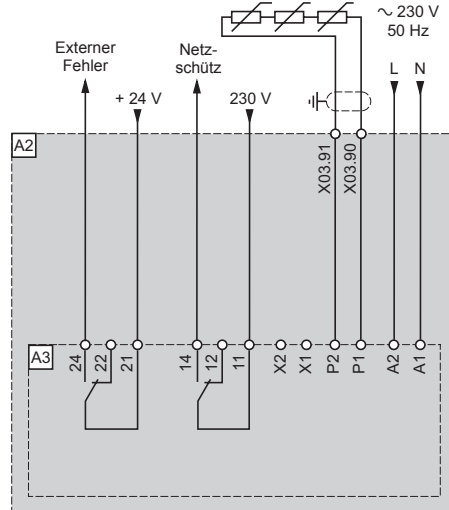 ~ 230 V
50 Hz
Externer
Fehler
Netz-
schütz
+ 24 V
230 V
L
N
A2
X03.91
X03.90
A3
24
22
21
14
12
11
X2
X1
P2
P1
A2
A1